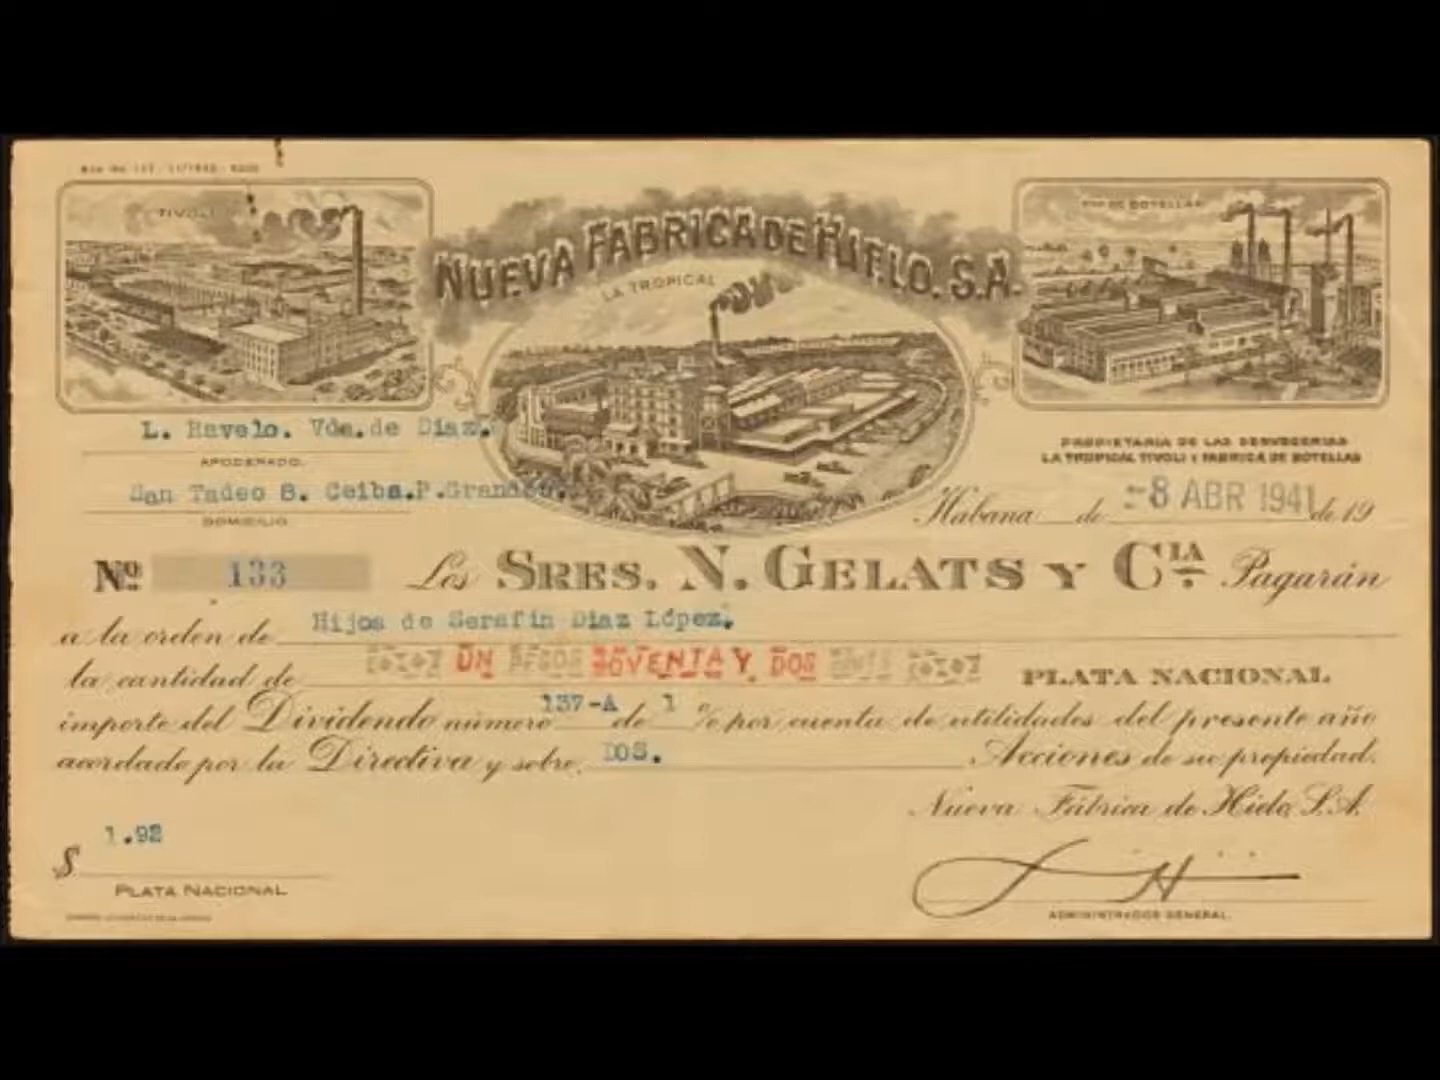 TIVOLI
NUEVA FABRICA DE HIELO. S.A.
LA TROPICAL
DE BOTELLAS
L. Ravelo. Vda.de Diaz.
APODERADO.
San Tadeo 8. Ceiba.P.Grandes.
DOMICILIO
PROPIETARIA DE LAS CERVECERIAS
LA TROPICAL TIVOLI Y FABRICA DE BOTELLAS
Habana de -8 ABR 1941 de 19
Nº 133 Los SRES. N. GELATS Y CIA Pagarán
a la orden de Hijos de Serafin Diaz López.
la cantidad de UN PESOS NOVENTA Y DOS PLATA NACIONAL
importe del Dividendo número 137-A de 1 % por cuenta de utilidades del presente año
acordado por la Directiva y sobre DOS. Acciones de su propiedad.
Nueva Fábrica de Hielo, S.A.
$ 1.92
PLATA NACIONAL
ADMINISTRADOR GENERAL.